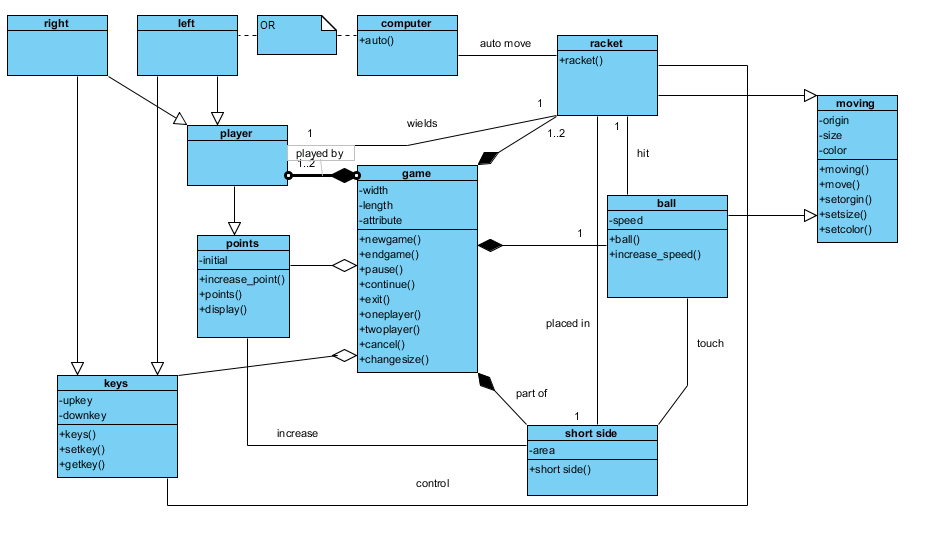 right
left
OR
computer
+auto()
auto move
racket
+racket()
moving
-origin
-size
-color
+moving()
+move()
+setorgin()
+setsize()
+setcolor()
player
1
wields
1
1..2
1
hit
played by
1..2
game
-width
-length
-attribute
+newgame()
+endgame()
+pause()
+continue()
+exit()
+oneplayer()
+twoplayer()
+cancel()
+changesize()
ball
-speed
+ball()
+increase_speed()
1
points
-initial
+increase_point()
+points()
+display()
placed in
touch
keys
-upkey
-downkey
+keys()
+setkey()
+getkey()
part of
1
short side
-area
+short side()
increase
control